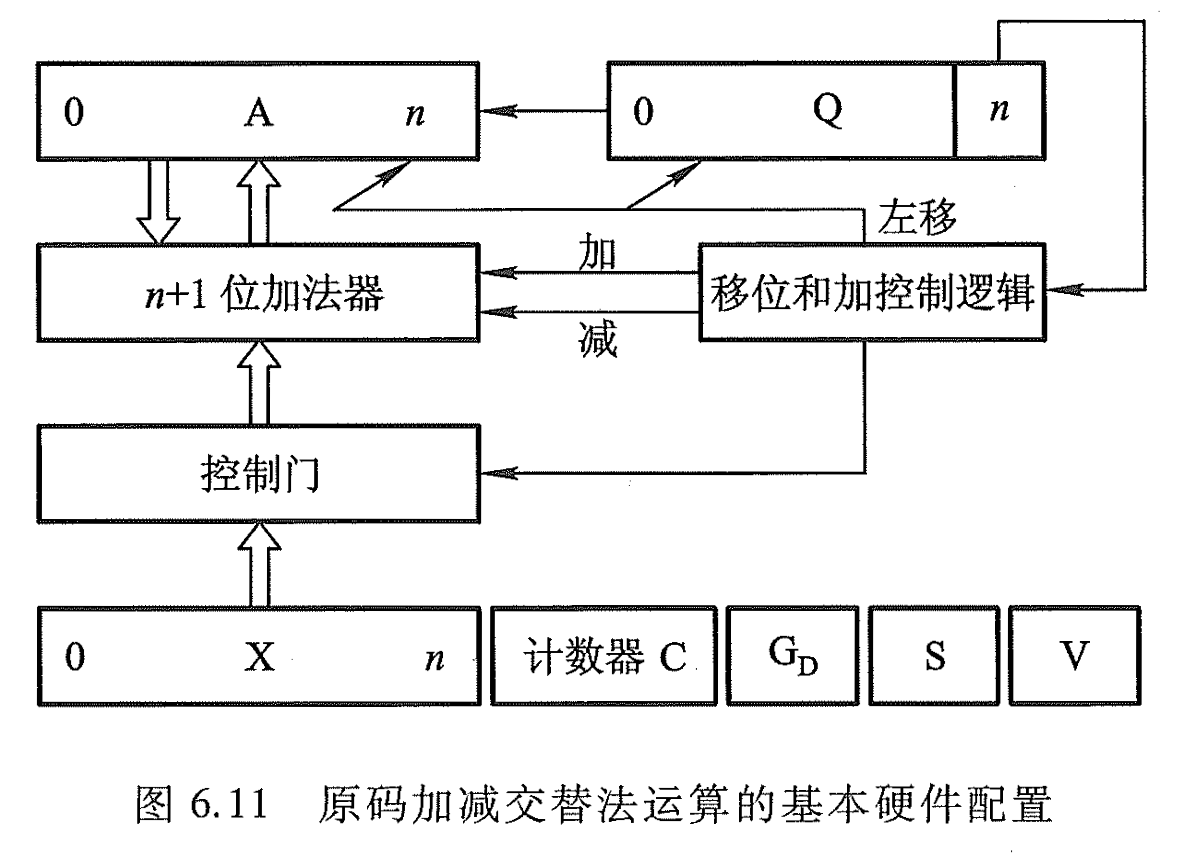 0 A n
0 Q n
左移
加
n+1 位加法器
移位和加控制逻辑
减
控制门
0 X n
计数器 C
G_D
S
V
图 6.11 原码加减交替法运算的基本硬件配置